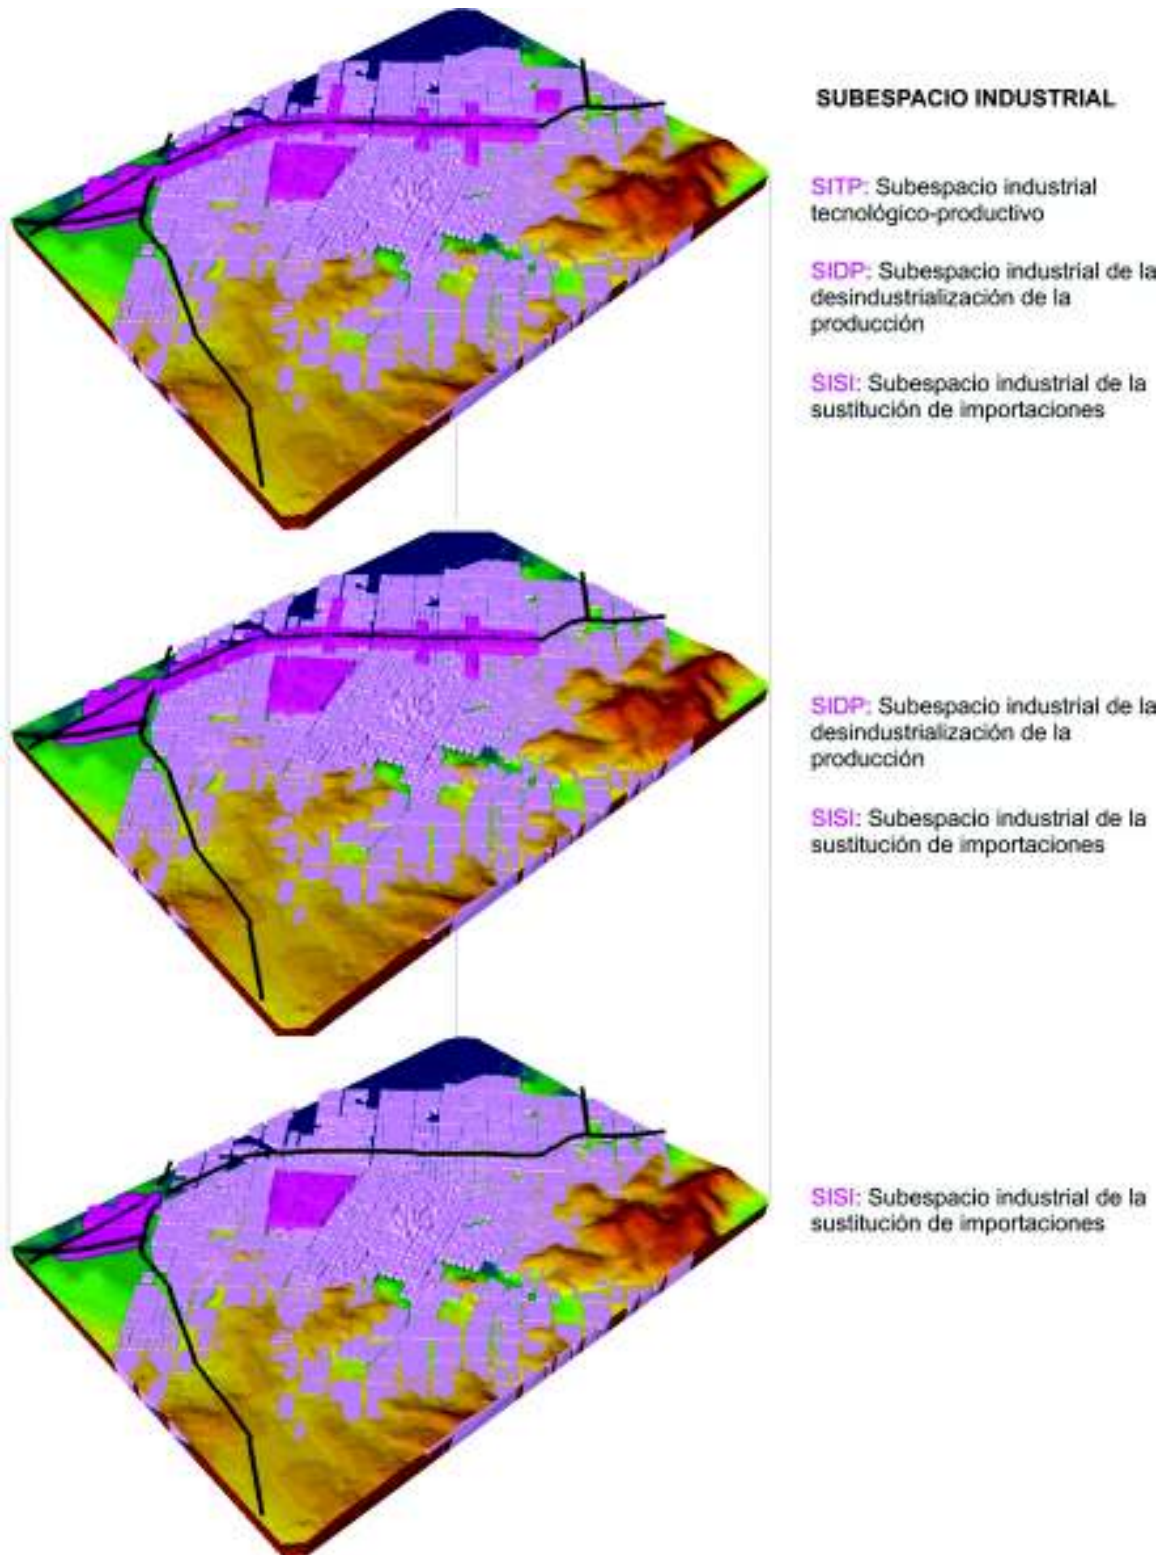 SUBESPACIO INDUSTRIAL
SITP: Subespacio industrial
tecnológico-productivo
SIDP: Subespacio industrial de la
desindustrialización de la
producción
SISI: Subespacio industrial de la
sustitución de importaciones
SIDP: Subespacio industrial de la
desindustrialización de la
producción
SISI: Subespacio industrial de la
sustitución de importaciones
SISI: Subespacio industrial de la
sustitución de importaciones